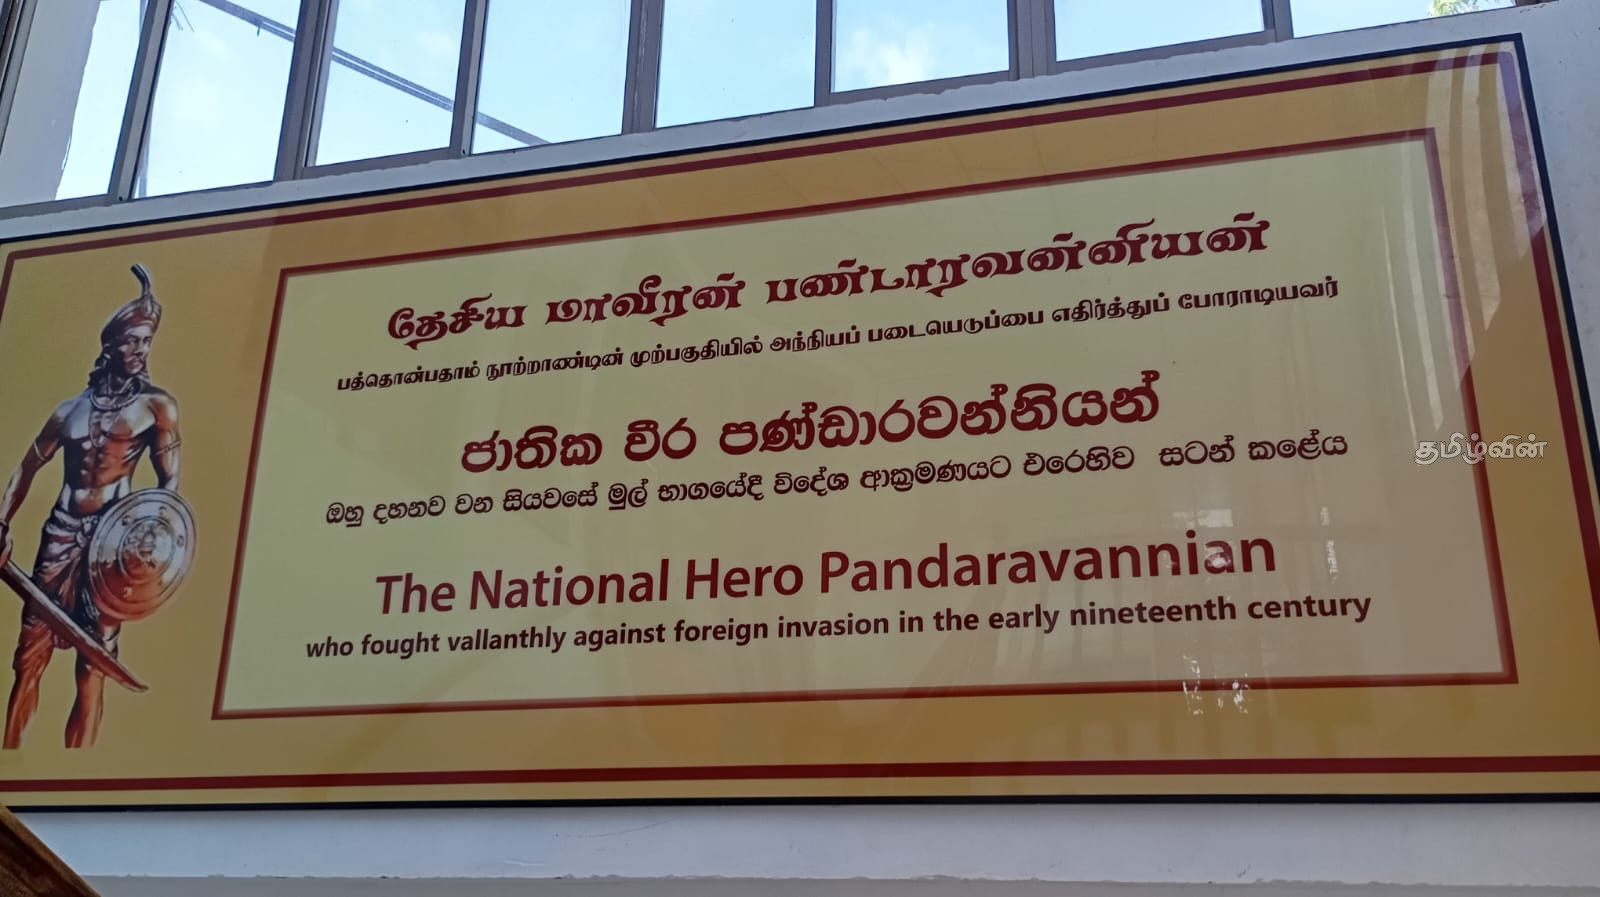 தேசிய மாவீரன் பண்டாரவன்னியன்
பத்தொன்பதாம் நூற்றாண்டின் முற்பகுதியில் அந்நியப் படையெடுப்பை எதிர்த்துப் போராடியவர்
ජාතික වීර පණ්ඩාරවන්නියන්
ඔහු දහනව වන සියවසේ මුල් භාගයේදී විදේශ ආක්‍රමණයට එරෙහිව සටන් කළේය
The National Hero Pandaravannian
who fought vallanthly against foreign invasion in the early nineteenth century
தமிழ்வின்